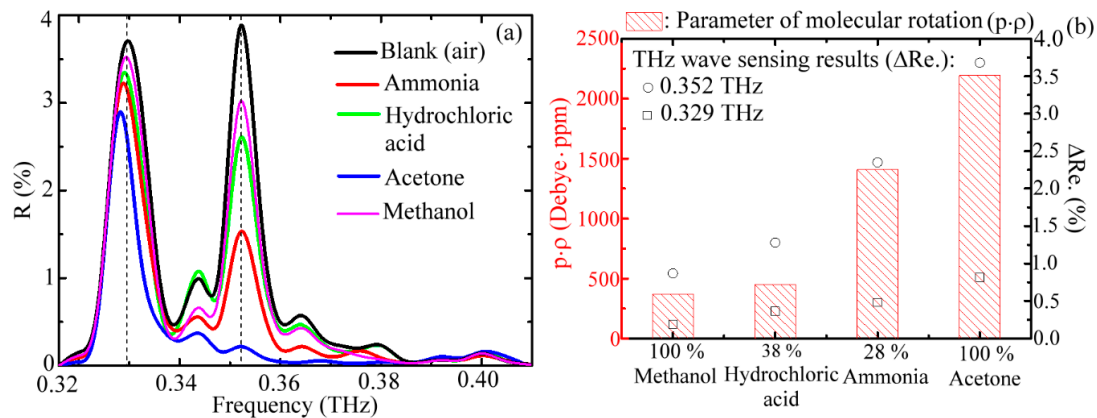 (a)
Blank (air)
Ammonia
Hydrochloric
acid
Acetone
Methanol
R (%)
4
2
0
0.32
0.34
0.36
0.38
0.40
Frequency (THz)
: Parameter of molecular rotation (p·ρ)
(b)
THz wave sensing results (ΔRe.):
0.352 THz
0.329 THz
p·ρ (Debye·ppm)
2500
2000
1500
1000
500
0
4.0
3.5
3.0
2.5
2.0
1.5
1.0
0.5
0.0
ΔRe. (%)
100 %
38 %
28 %
100 %
Methanol
Hydrochloric
acid
Ammonia
Acetone